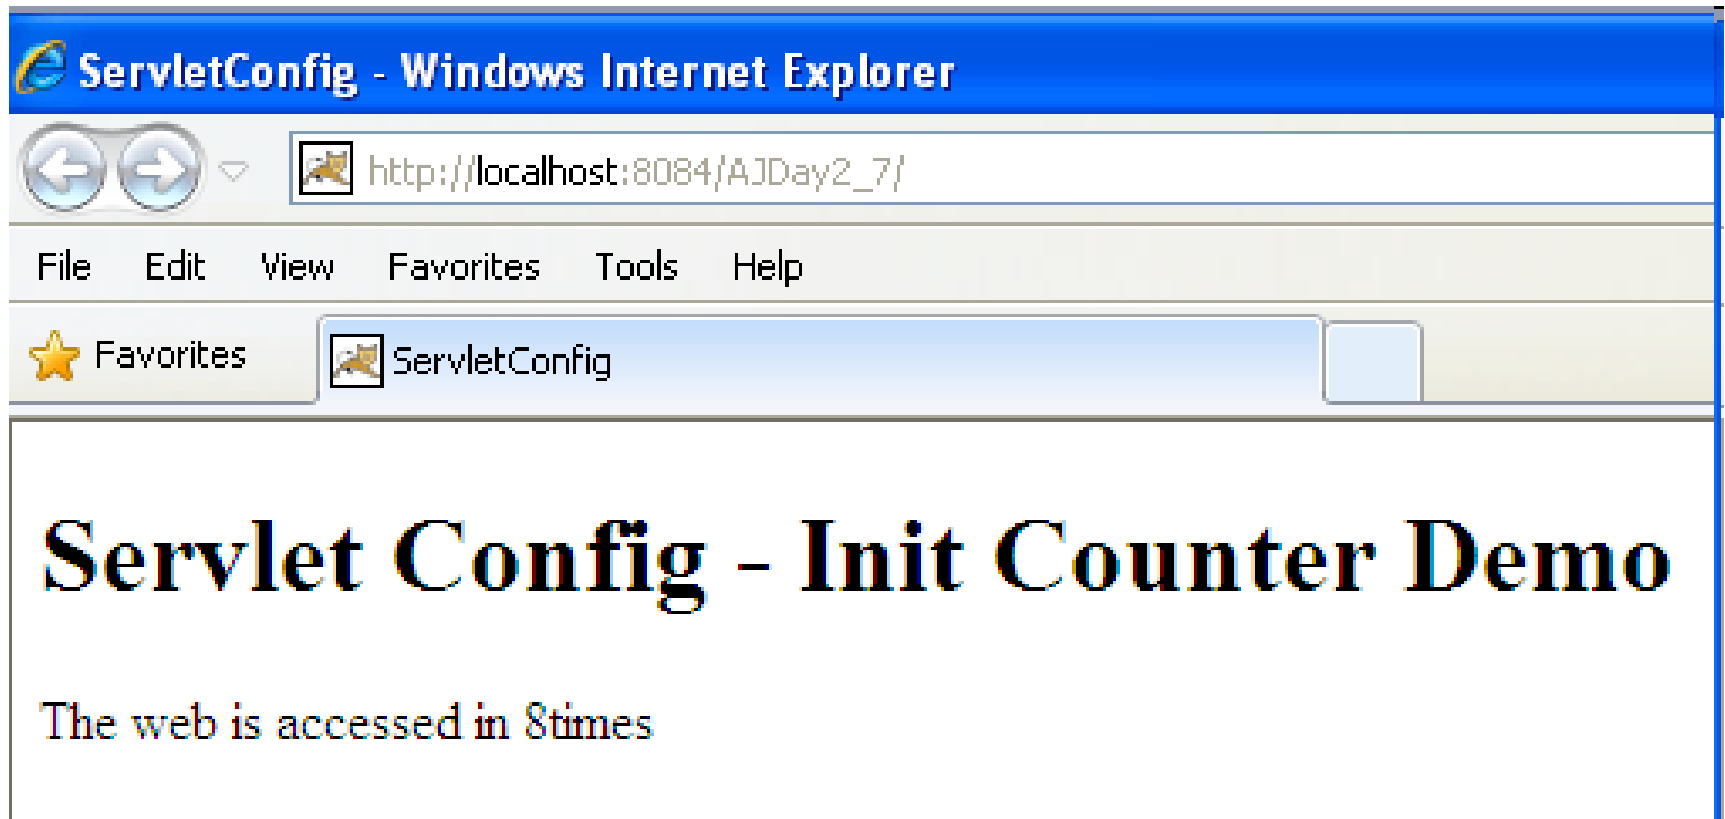 ServletConfig - Windows Internet Explorer
http://localhost:8084/AJDay2_7/
File Edit View Favorites Tools Help
Favorites ServletConfig
Servlet Config - Init Counter Demo
The web is accessed in 8times